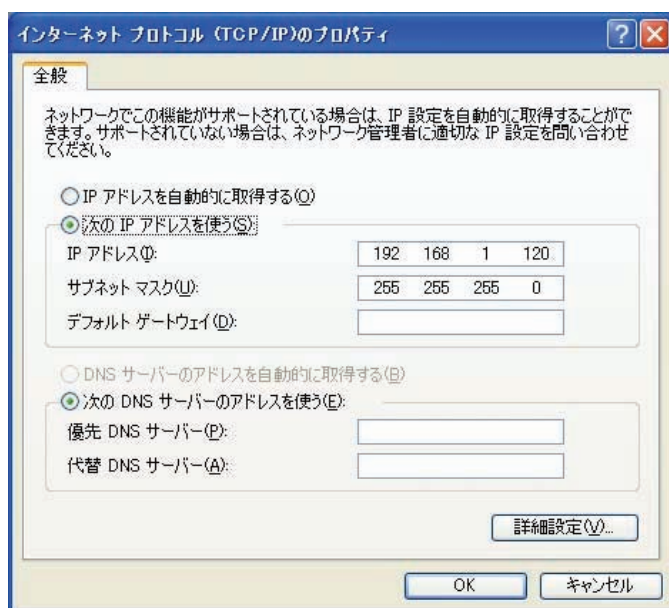 インターネット プロトコル (TCP/IP)のプロパティ
全般
ネットワークでこの機能がサポートされている場合は、IP 設定を自動的に取得することがで
きます。サポートされていない場合は、ネットワーク管理者に適切な IP 設定を問い合わせ
てください。
IP アドレスを自動的に取得する(O)
次の IP アドレスを使う(S):
IP アドレス(I): 192 168 1 120
サブネット マスク(U): 255 255 255 0
デフォルト ゲートウェイ(D):
DNS サーバーのアドレスを自動的に取得する(B)
次の DNS サーバーのアドレスを使う(E):
優先 DNS サーバー(P):
代替 DNS サーバー(A):
詳細設定(V)...
OK キャンセル